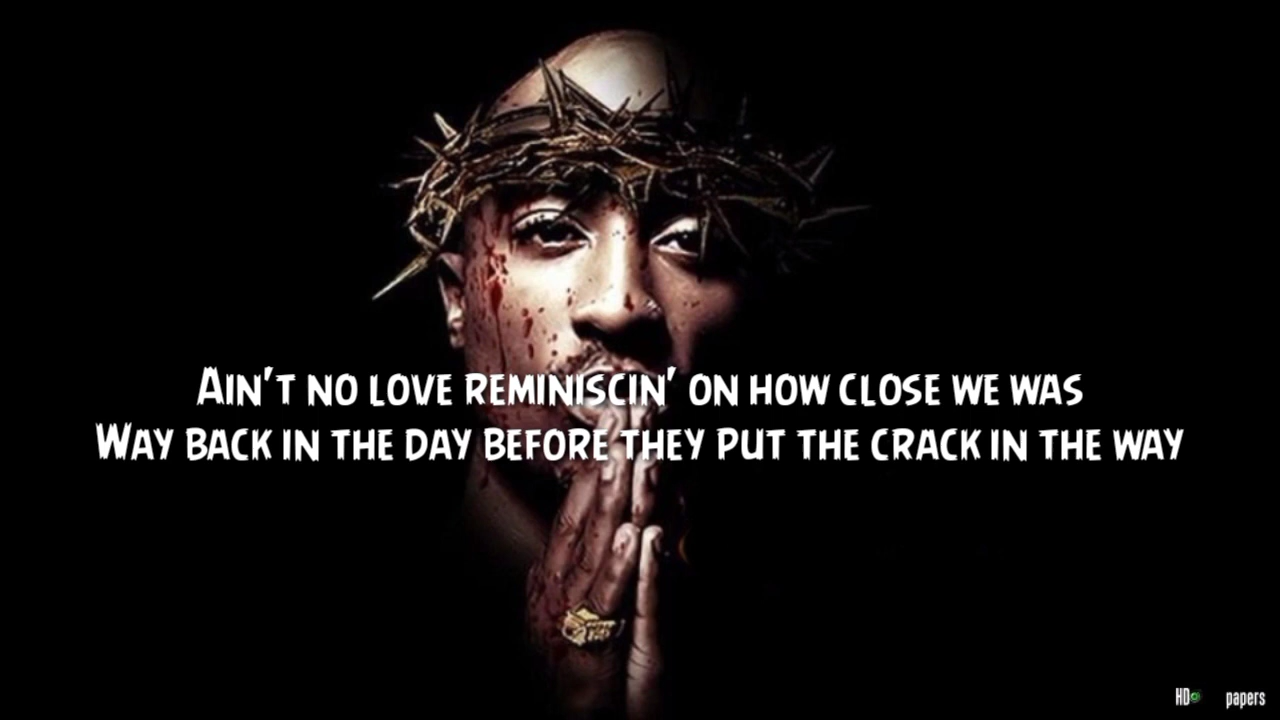 Ain't no love reminiscin' on how close we was
Way back in the day before they put the crack in the way
HD papers